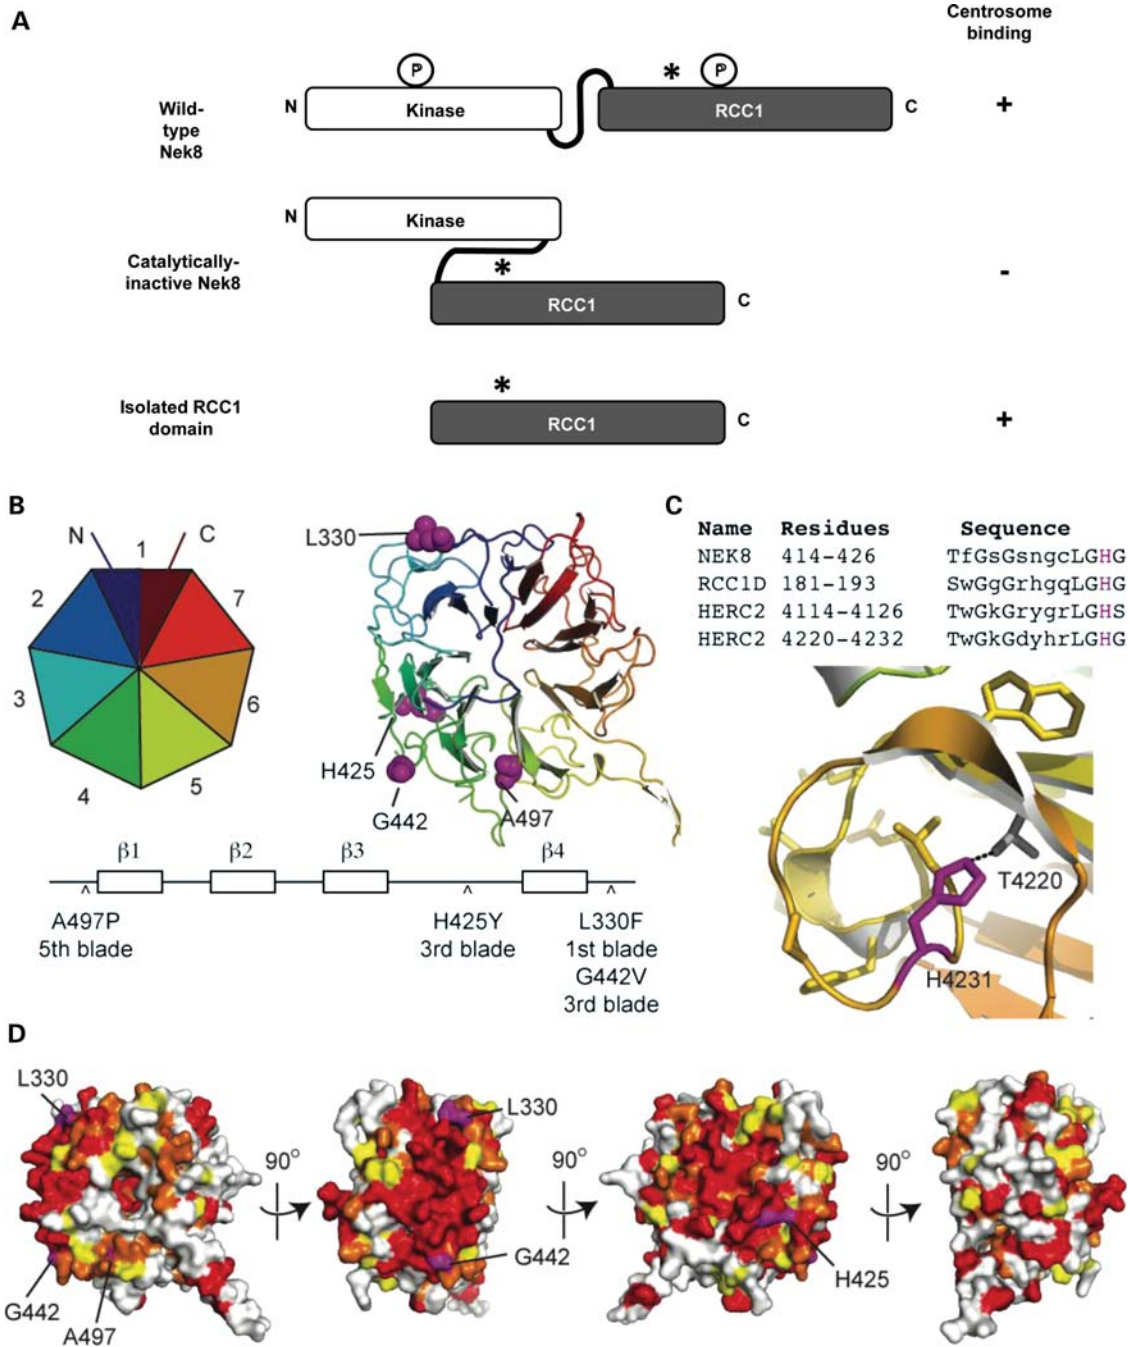 A
Centrosome
binding
Wild-
type
Nek8
N
P
Kinase
*
P
RCC1
C
+
Catalytically-
inactive Nek8
N
Kinase
*
RCC1
C
-
Isolated RCC1
domain
*
RCC1
C
+
B
N
1
C
2
7
3
6
4
5
L330
H425
G442
A497
β1
β2
β3
β4
^ ^ ^
A497P H425Y L330F
5th blade 3rd blade 1st blade
G442V
3rd blade
C
Name Residues Sequence
NEK8 414-426 TfGsGsngcLGHG
RCC1D 181-193 SwGgGrhgqLGHG
HERC2 4114-4126 TwGkGrygrLGHS
HERC2 4220-4232 TwGkGdyhrLGHG
T4220
H4231
D
L330
G442
A497
90°
L330
G442
90°
H425
90°